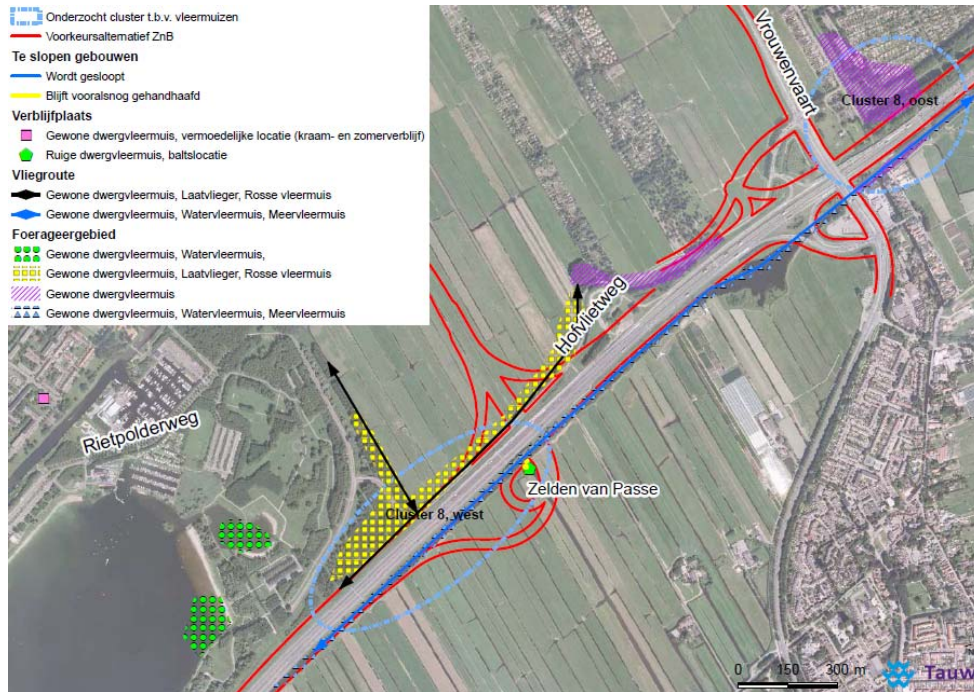 Onderzocht cluster t.b.v. vleermuizen
Voorkeursalternatief ZnB
Te slopen gebouwen
Wordt gesloopt
Blijft vooralsnog gehandhaafd
Verblijfplaats
Gewone dwergvleermuis, vermoedelijke locatie (kraam- en zomerverblijf)
Ruige dwergvleermuis, baltslocatie
Vliegroute
Gewone dwergvleermuis, Laatvlieger, Rosse vleermuis
Gewone dwergvleermuis, Watervleermuis, Meervleermuis
Foerageergebied
Gewone dwergvleermuis, Watervleermuis,
Gewone dwergvleermuis, Laatvlieger, Rosse vleermuis
Gewone dwergvleermuis
Gewone dwergvleermuis, Watervleermuis, Meervleermuis
Vrouwenvaart
Cluster 8, oost
Hofvlietweg
Rietpolderweg
Zelden van Passe
Cluster 8, west
0 150 300 m
Tauw